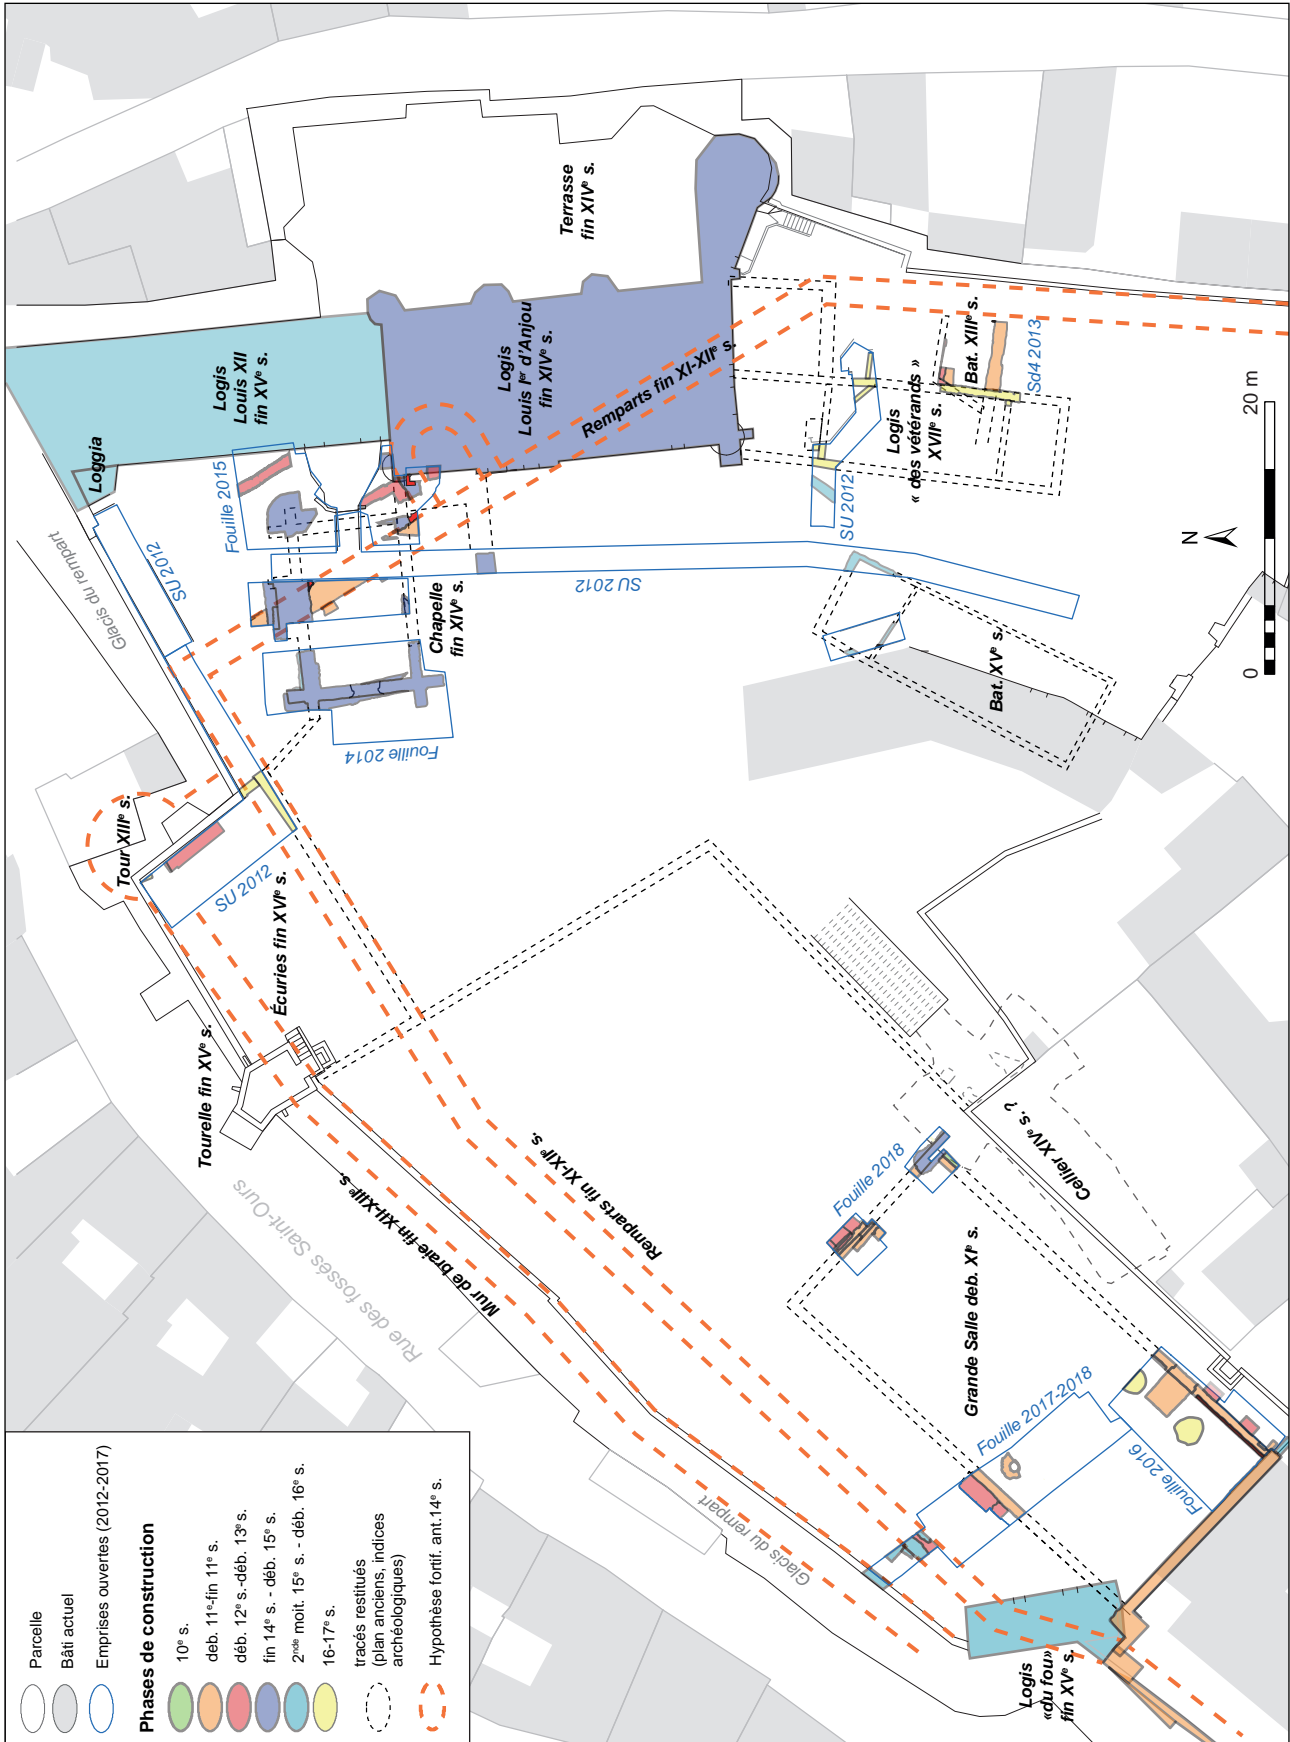 Parcelle
Bâti actuel
Emprises ouvertes (2012-2017)
Phases de construction
10e s.
deb. 11e-fin 11e s.
déb. 12e s.-déb. 13e s.
fin 14e s. - déb. 15e s.
2nde moit. 15e s. - déb. 16e s.
16-17e s.
tracés restitués
(plan anciens, indices
archéologiques)
Hypothèse fortif. ant.14e s.
Rue des fossés Saint-Ours
Glacis du rempart
Tourelle fin XVe s.
Mur de braie fin XII-XIIIe s.
Remparts fin XI-XIIe s.
Écuries fin XVIe s.
Tour XIIIe s.
SU 2012
Glacis du rempart
SU 2012
Loggia
Logis
Louis XII
fin XVe s.
Fouille 2015
Fouille 2014
Chapelle
fin XIVe s.
SU 2012
Logis
Louis Ier d'Anjou
fin XIVe s.
Remparts fin XI-XIIe s.
Terrasse
fin XIVe s.
Logis
« des vétérands »
XVIIe s.
SU 2012
Bat. XIIIe s.
Sd4 2013
Bat. XVe s.
N
0
20 m
Cellier XIVe s. ?
Fouille 2018
Grande Salle deb. XIe s.
Fouille 2017-2018
Fouille 2016
Logis
«du fou»
fin XVe s.